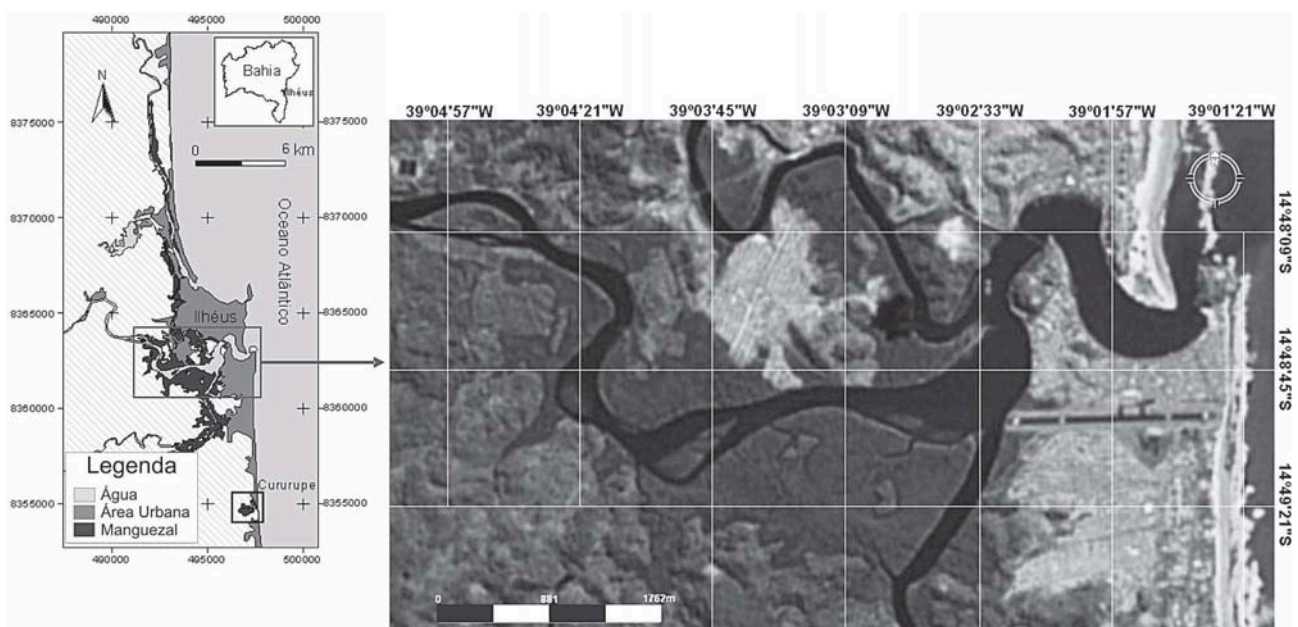 490000 495000 500000
Bahia
Ilhéus
N
0 6 km
8375000 8375000
8370000 8370000
8365000 8365000
8360000 8360000
8355000 8355000
Oceano Atlântico
Ilhéus
Cururupe
Legenda
Água
Área Urbana
Manguezal
490000 495000 500000
39°04'57"W 39°04'21"W 39°03'45"W 39°03'09"W 39°02'33"W 39°01'57"W 39°01'21"W
14°48'09"S
14°48'45"S
14°49'21"S
0 881 1762m